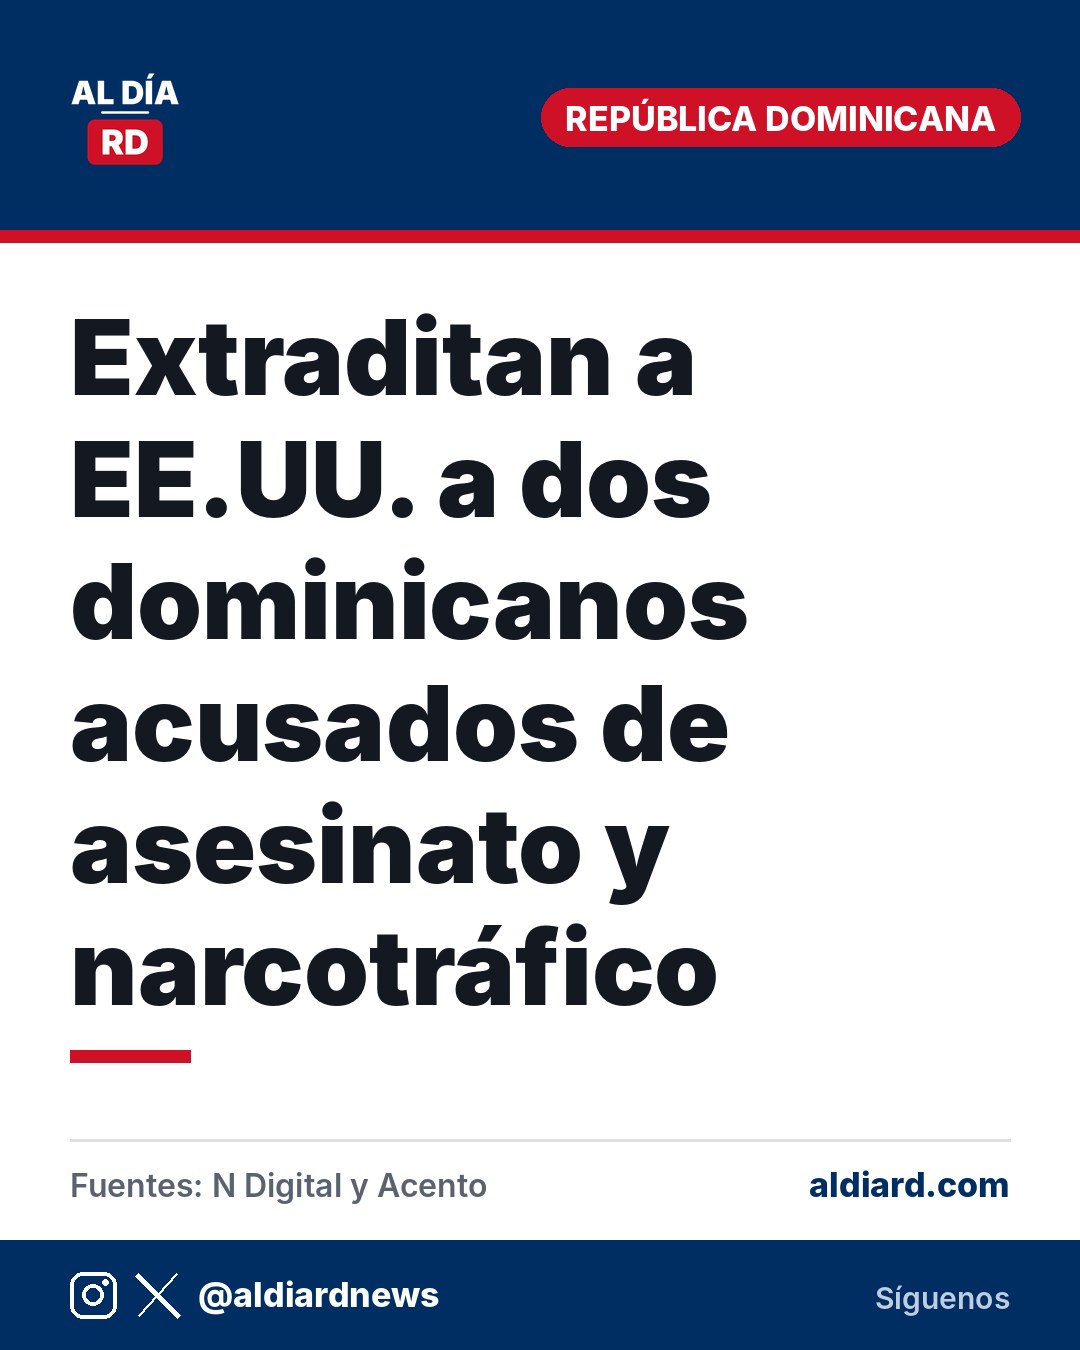 AL DÍA
RD
REPÚBLICA DOMINICANA
Extraditan a
EE.UU. a dos
dominicanos
acusados de
asesinato y
narcotráfico
Fuentes: N Digital y Acento
aldiard.com
@aldiardnews
Síguenos